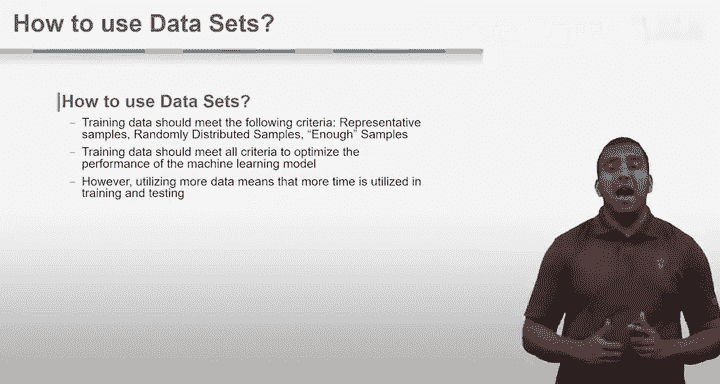 How to use Data Sets?
How to use Data Sets?
– Training data should meet the following criteria: Representative
samples, Randomly Distributed Samples, “Enough” Samples
– Training data should meet all criteria to optimize the
performance of the machine learning model
– However, utilizing more data means that more time is utilized in
training and testing